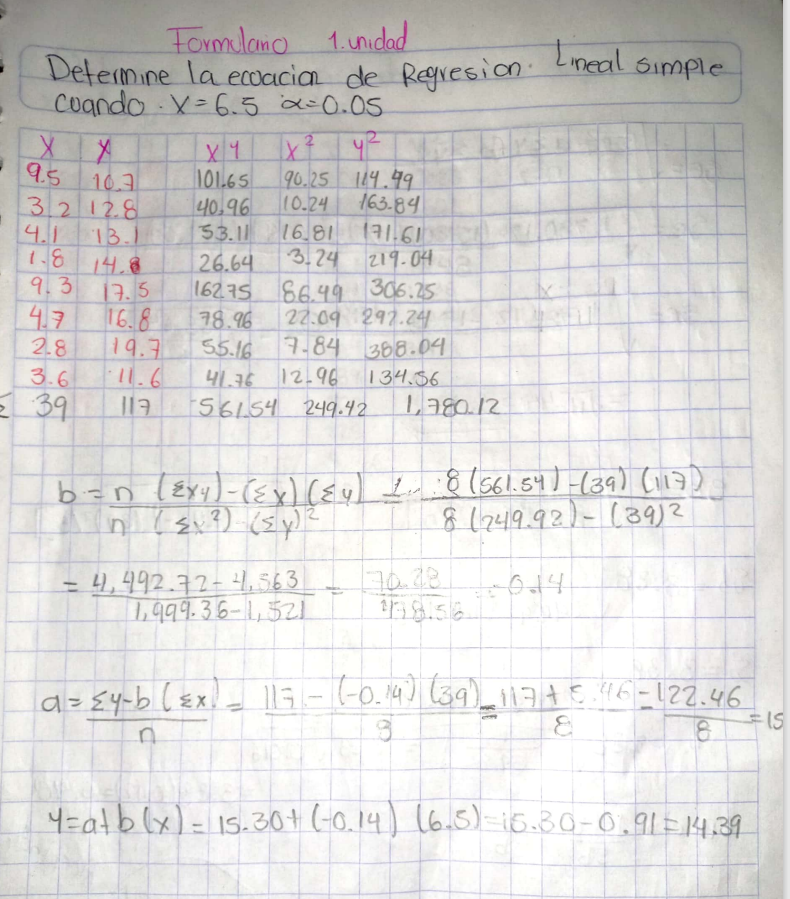 Formulario 1. unidad
Determine la ecuacion de Regresion. Lineal simple
cuando. X = 6.5 α=0.05
X Y XY X² Y²
9.5 10.7 101.65 90.25 114.49
3.2 12.8 40.96 10.24 163.84
4.1 13.1 53.11 16.81 171.61
1.8 14.8 26.64 3.24 219.04
9.3 17.5 162.75 86.49 306.25
4.7 16.8 78.96 22.09 292.24
2.8 19.7 55.16 7.84 388.04
3.6 11.6 41.76 12.96 134.56
Σ 39 117 561.54 249.92 1,780.12
b = n (Σxy)-(Σx)(Σy) = 8(561.54)-(39)(117)
n (Σx²)-(Σy)² 8(249.92)-(39)²
= 4,492.72-4,563 = 70.28 = -0.14
1,999.36-1,521 478.56
a = Σy-b(Σx) = 117-(-0.14)(39) = 117+5.46 = 122.46
n 8 8 8 = 15
y=a+b(x) = 15.30+(-0.14)(6.5)=15.30-0.91=14.39